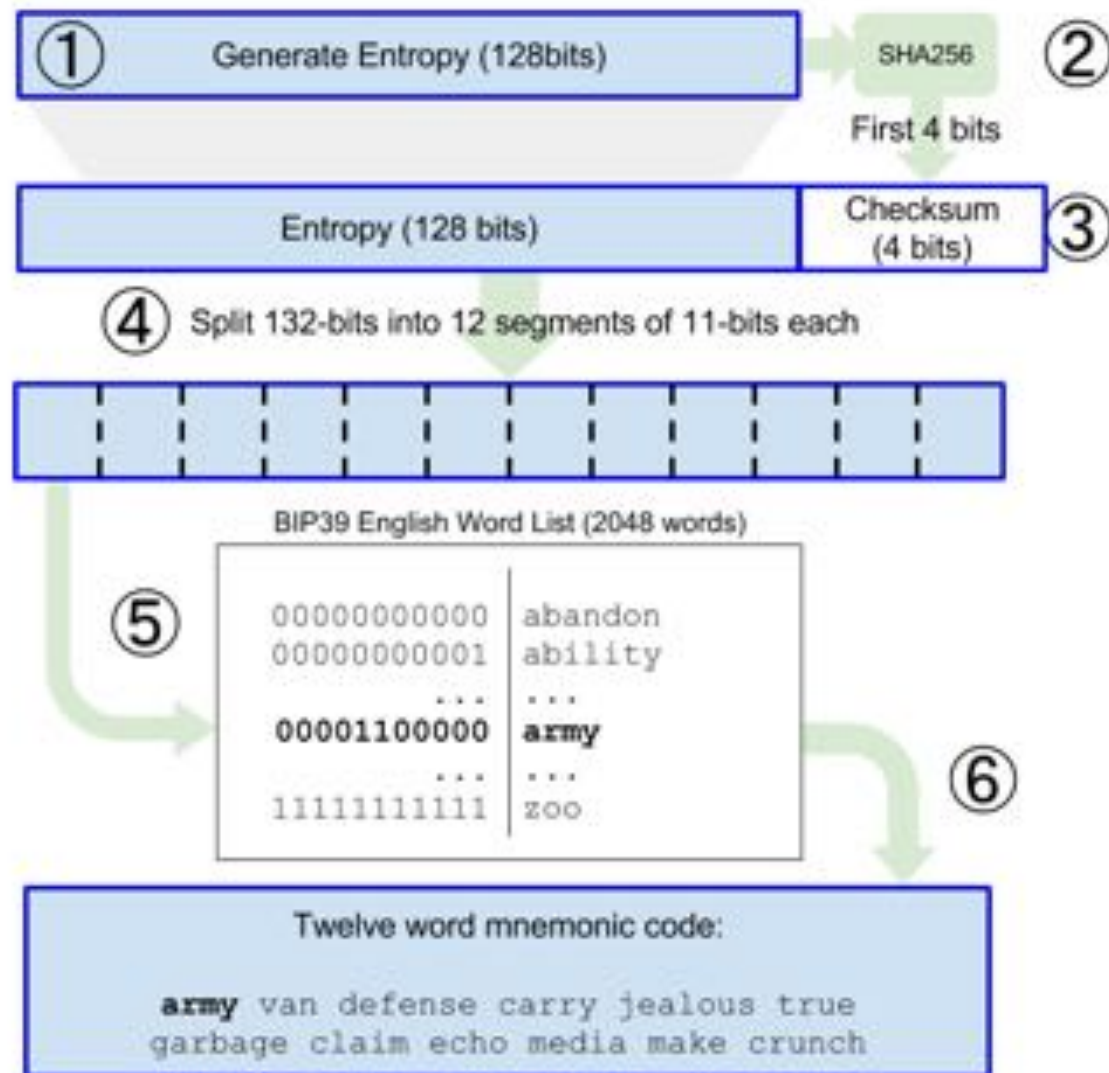 ① Generate Entropy (128bits)
SHA256 ②
First 4 bits
Entropy (128 bits)
Checksum
(4 bits)
③
④ Split 132-bits into 12 segments of 11-bits each
BIP39 English Word List (2048 words)
⑤
00000000000 abandon
00000000001 ability
... ...
00001100000 army
... ...
11111111111 zoo
⑥
Twelve word mnemonic code:
army van defense carry jealous true
garbage claim echo media make crunch